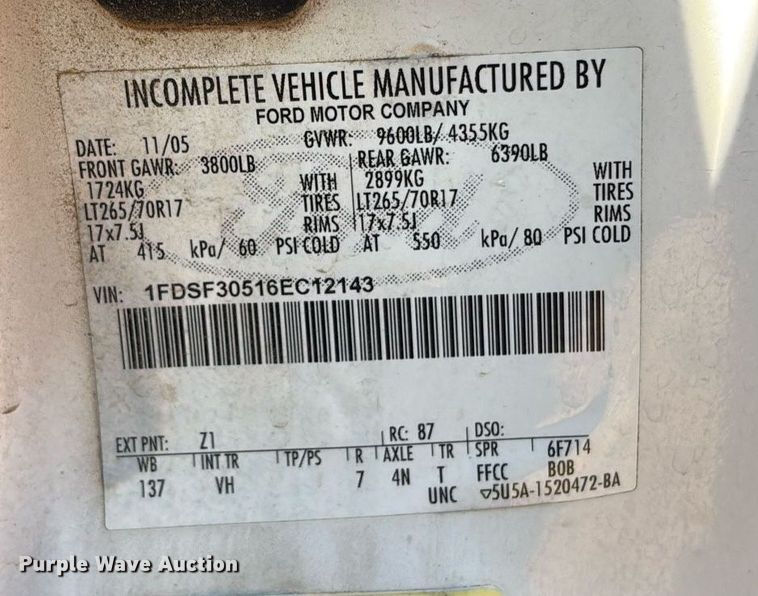 INCOMPLETE VEHICLE MANUFACTURED BY
FORD MOTOR COMPANY
DATE: 11/05 GVWR: 9600LB/ 4355KG
FRONT GAWR: 3800LB REAR GAWR: 6390LB
1724KG WITH 2899KG WITH
LT265/70R17 TIRES LT265/70R17 TIRES
17x7.5J RIMS 17x7.5J RIMS
AT 415 kPa/ 60 PSI COLD AT 550 kPa/ 80 PSI COLD
VIN: 1FDSF30516EC12143
EXT PNT: Z1 RC: 87 DSO:
WB INT TR TP/PS R AXLE TR SPR 6F714
137 VH 7 4N T FFCC BOB
UNC ▽5U5A-1520472-BA
Purple Wave Auction